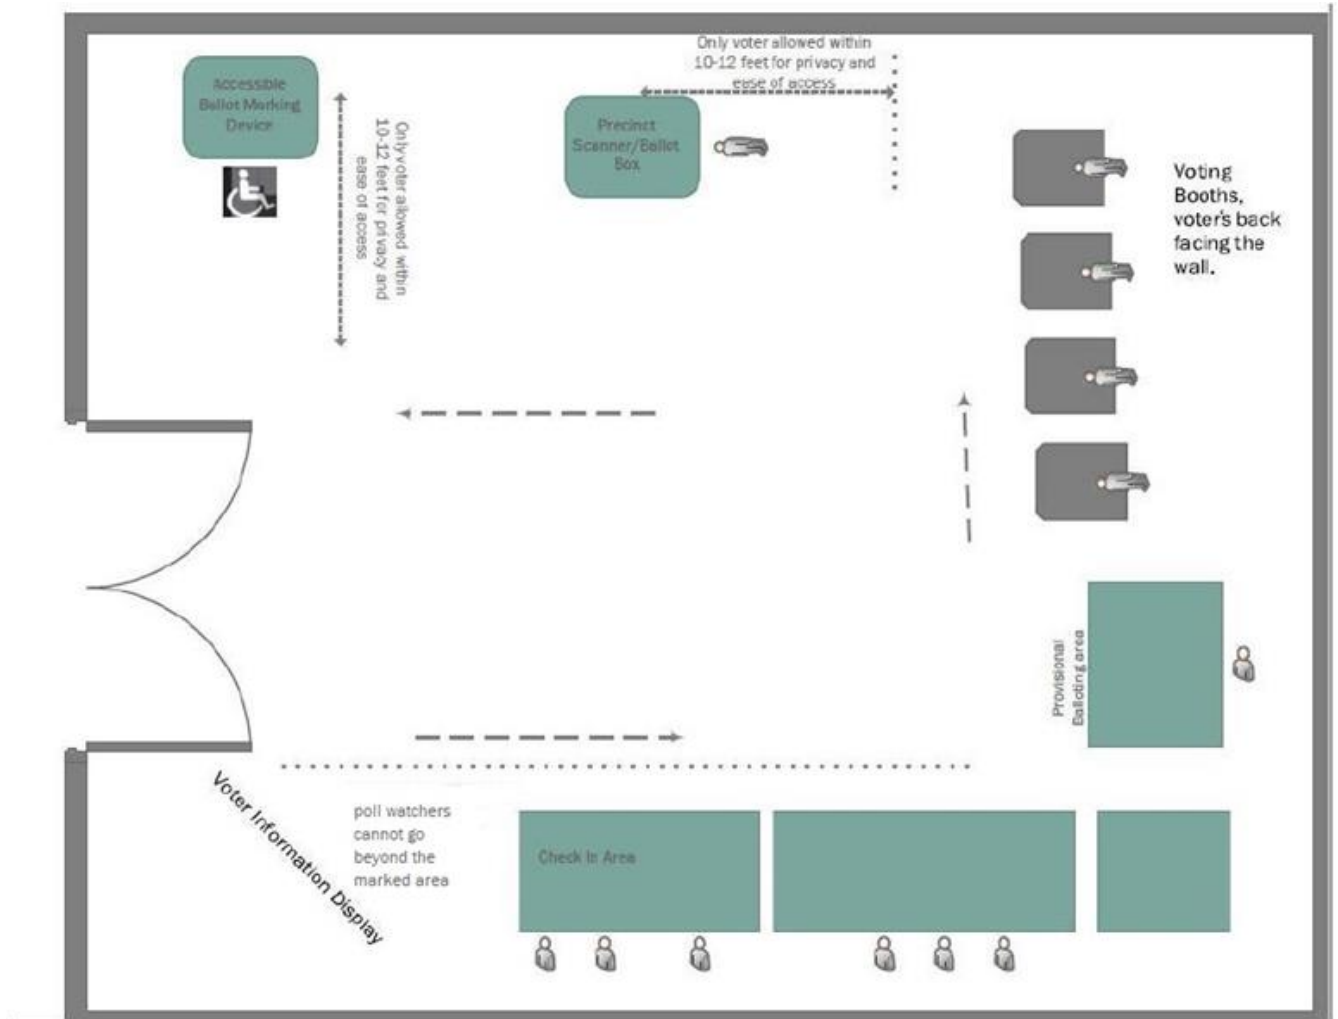 Accessible
Ballot Marking
Device
Only voter allowed within
10-12 feet for privacy and
ease of access
Precinct
Scanner/Ballot
Box
Only voter allowed within
10-12 feet for privacy and
ease of access
Voting
Booths,
voter's back
facing the
wall.
Provisional
Balloting area
Voter Information Display
poll watchers
cannot go
beyond the
marked area
Check In Area